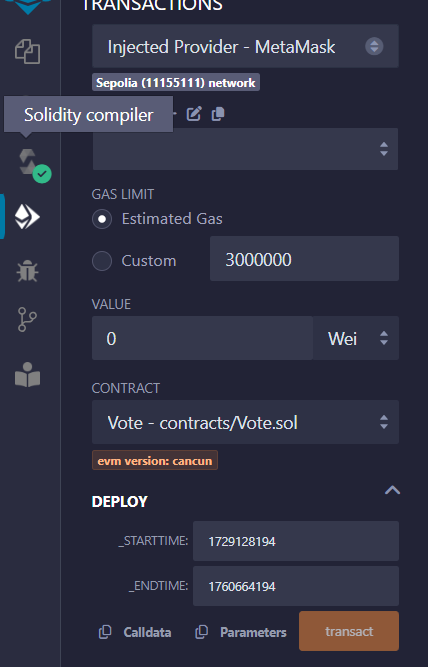 TRANSACTIONS
Injected Provider - MetaMask
Sepolia (11155111) network
Solidity compiler
GAS LIMIT
Estimated Gas
Custom 3000000
VALUE
0 Wei
CONTRACT
Vote - contracts/Vote.sol
evm version: cancun
DEPLOY
_STARTTIME: 1729128194
_ENDTIME: 1760664194
Calldata Parameters transact